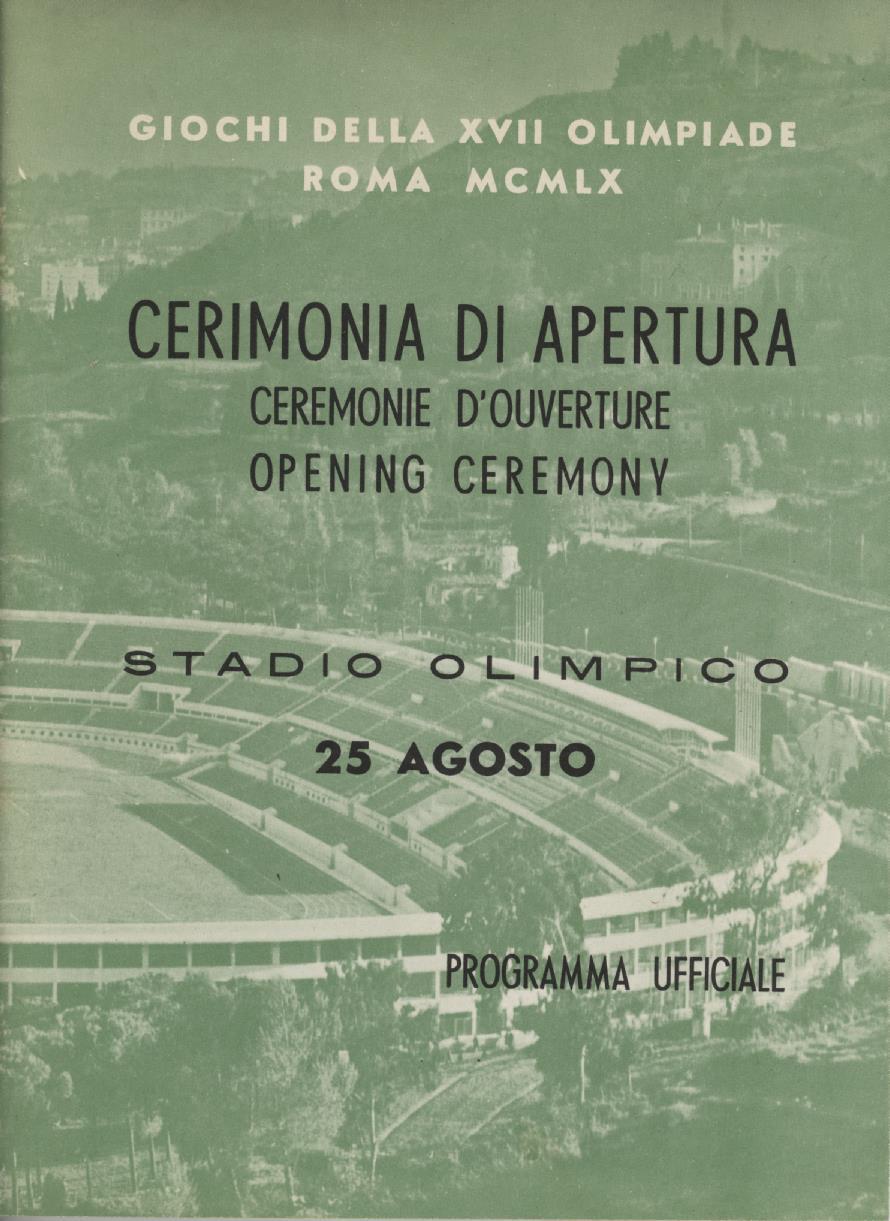 GIOCHI DELLA XVII OLIMPIADE
ROMA MCMLX
CERIMONIA DI APERTURA
CEREMONIE D'OUVERTURE
OPENING CEREMONY
STADIO OLIMPICO
25 AGOSTO
PROGRAMMA UFFICIALE